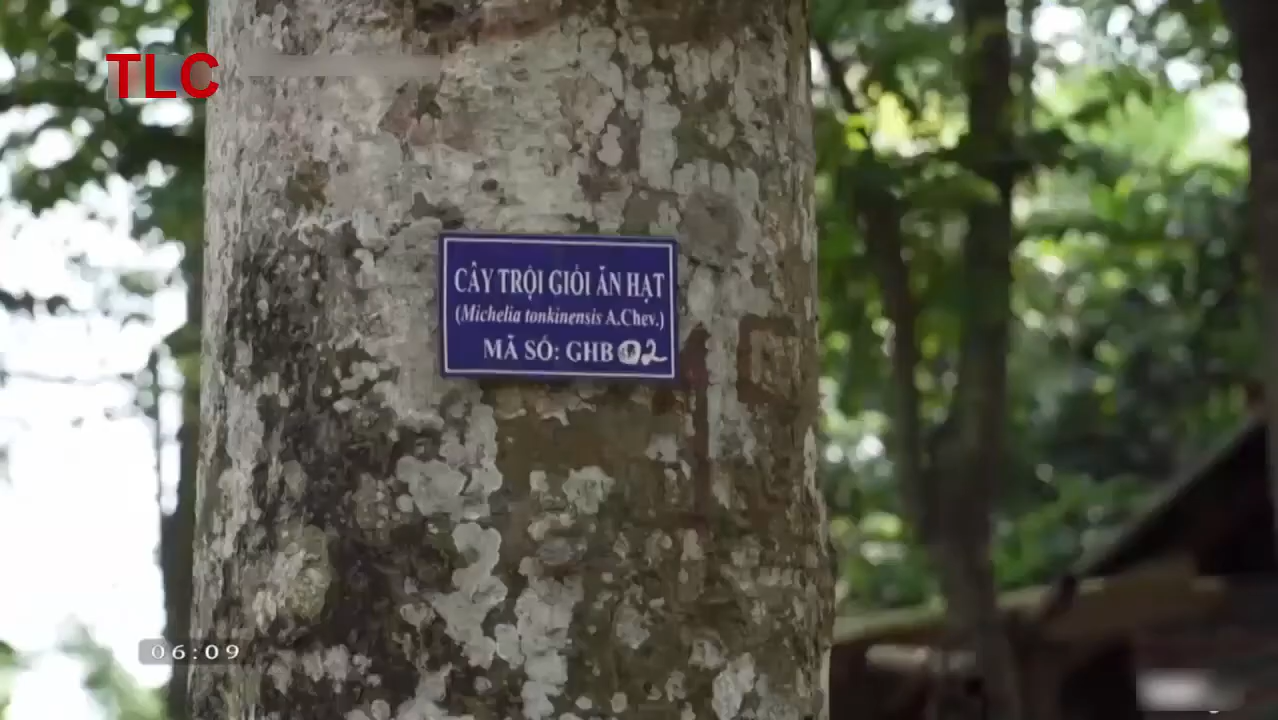 TLC
CÂY TRỘI GIỔI ĂN HẠT
(Michelia tonkinensis A.Chev.)
MÃ SỐ: GHB 02
06:09